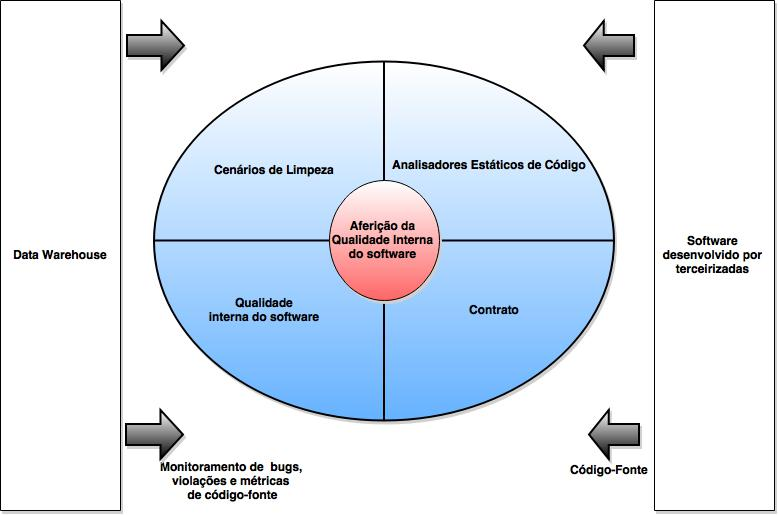 Cenários de Limpeza
Analisadores Estáticos de Código
Aferição da
Qualidade Interna
do software
Data Warehouse
Software
desenvolvido por
terceirizadas
Qualidade
interna do software
Contrato
Monitoramento de bugs,
violações e métricas
de código-fonte
Código-Fonte